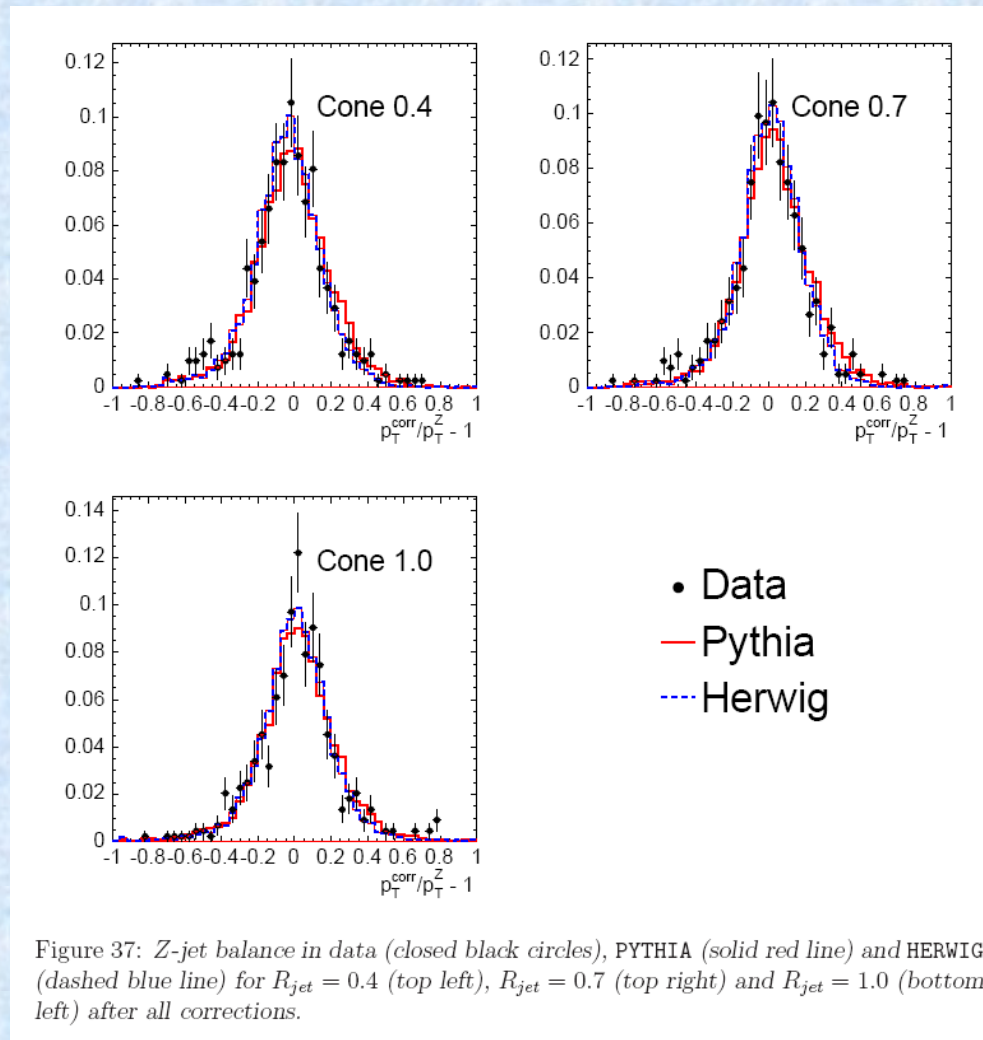 0.12
0.1
0.08
0.06
0.04
0.02
0
Cone 0.4
-1 -0.8 -0.6 -0.4 -0.2 0 0.2 0.4 0.6 0.8 1
p_T^corr/p_T^Z - 1
0.12
0.1
0.08
0.06
0.04
0.02
0
Cone 0.7
-1 -0.8 -0.6 -0.4 -0.2 0 0.2 0.4 0.6 0.8 1
p_T^corr/p_T^Z - 1
0.14
0.12
0.1
0.08
0.06
0.04
0.02
0
Cone 1.0
-1 -0.8 -0.6 -0.4 -0.2 0 0.2 0.4 0.6 0.8 1
p_T^corr/p_T^Z - 1
Data
Pythia
Herwig
Figure 37: Z-jet balance in data (closed black circles), PYTHIA (solid red line) and HERWIG
(dashed blue line) for R_jet = 0.4 (top left), R_jet = 0.7 (top right) and R_jet = 1.0 (bottom
left) after all corrections.